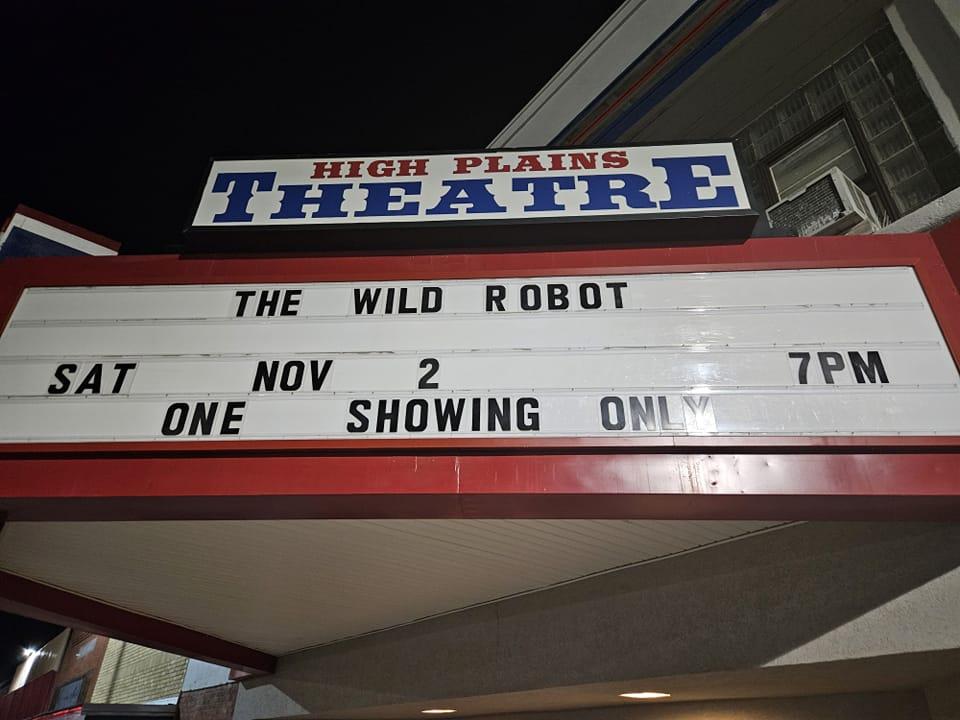 HIGH PLAINS
THEATRE
THE WILD ROBOT
SAT NOV 2 7PM
ONE SHOWING ONLY